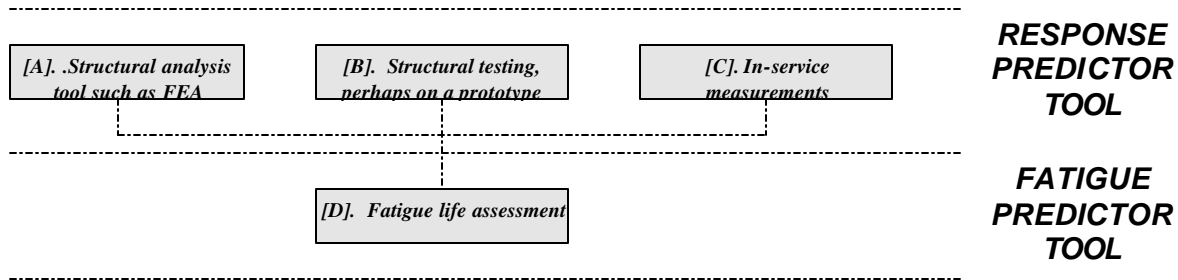 [A]. .Structural analysis
tool such as FEA
[B]. Structural testing,
perhaps on a prototype
[C]. In-service
measurements
RESPONSE
PREDICTOR
TOOL
[D]. Fatigue life assessment
FATIGUE
PREDICTOR
TOOL